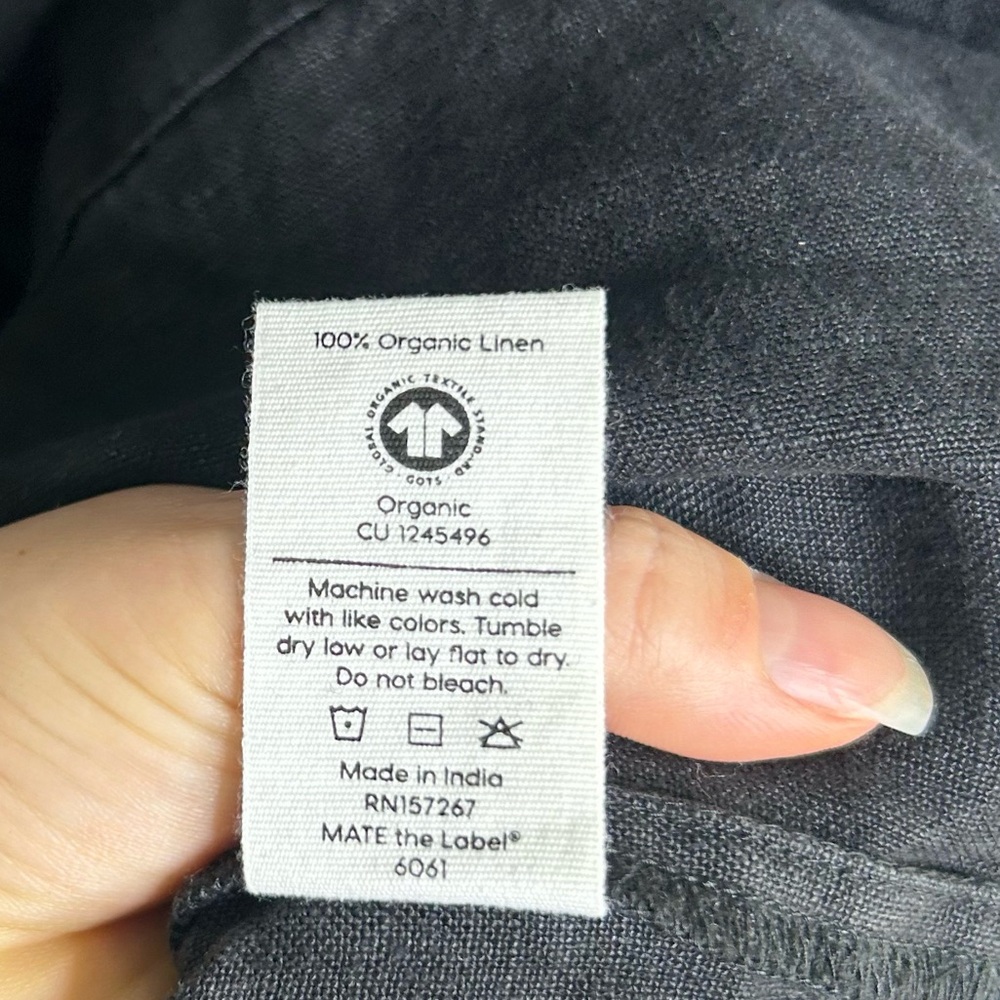 100% Organic Linen
GLOBAL ORGANIC TEXTILE STANDARD
· GOTS ·
Organic
CU 1245496
Machine wash cold
with like colors. Tumble
dry low or lay flat to dry.
Do not bleach.
Made in India
RN157267
MATE the Label®
6061